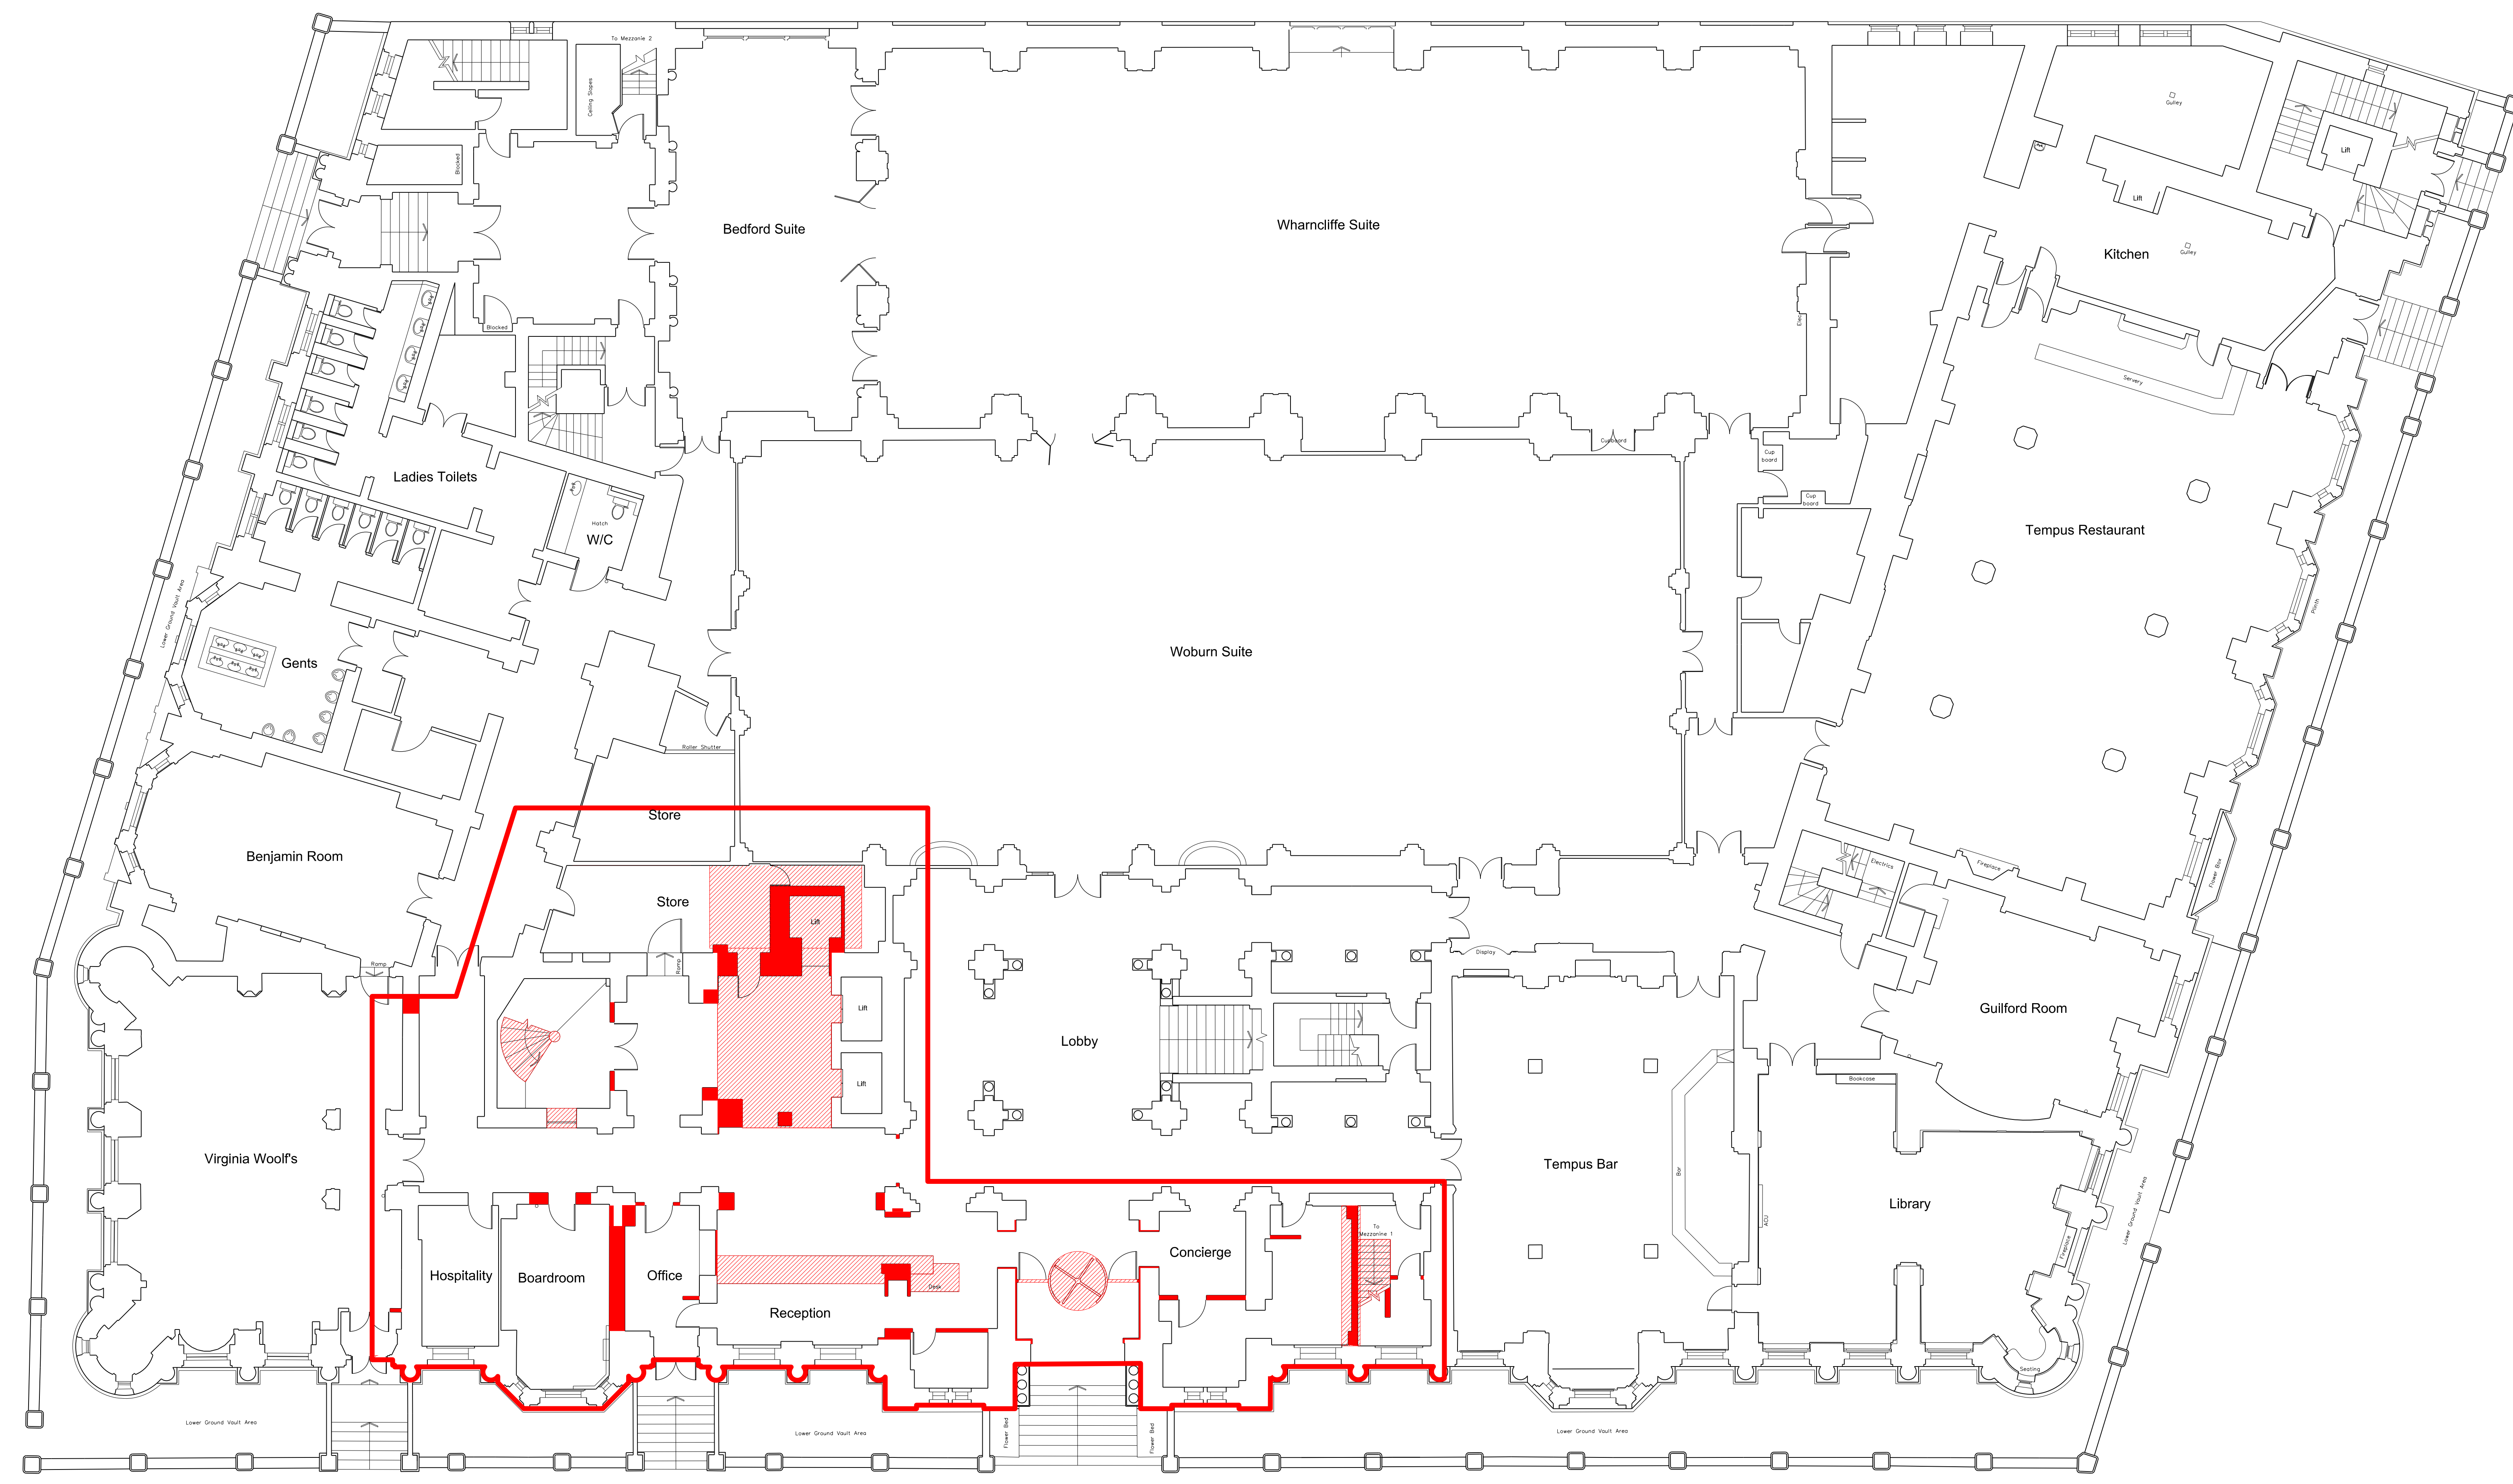 To Mezzanie 2
Ceiling Slopes
Blocked
Bedford Suite
Wharncliffe Suite
Gulley
Lift
Lift
Gulley
Kitchen
Blocked
Elec
Servery
Cupboard
Cup
board
Cup
board
Ladies Toilets
Hatch
W/C
Tempus Restaurant
Plinth
Lower Ground Vault Area
Gents
Woburn Suite
Roller Shutter
Store
Benjamin Room
Electrics
Fireplace
Flower Box
Store
Lift
Ramp
Ramp
Display
Lift
Lift
Lobby
Guilford Room
Bookcase
Virginia Woolf's
Tempus Bar
Bar
ACU
Library
Lower Ground Vault Area
Fireplace
To
Mezzanine 1
Hospitality
Boardroom
Office
Desk
Reception
Concierge
Seating
Lower Ground Vault Area
Lower Ground Vault Area
Flower Bed
Flower Bed
Lower Ground Vault Area